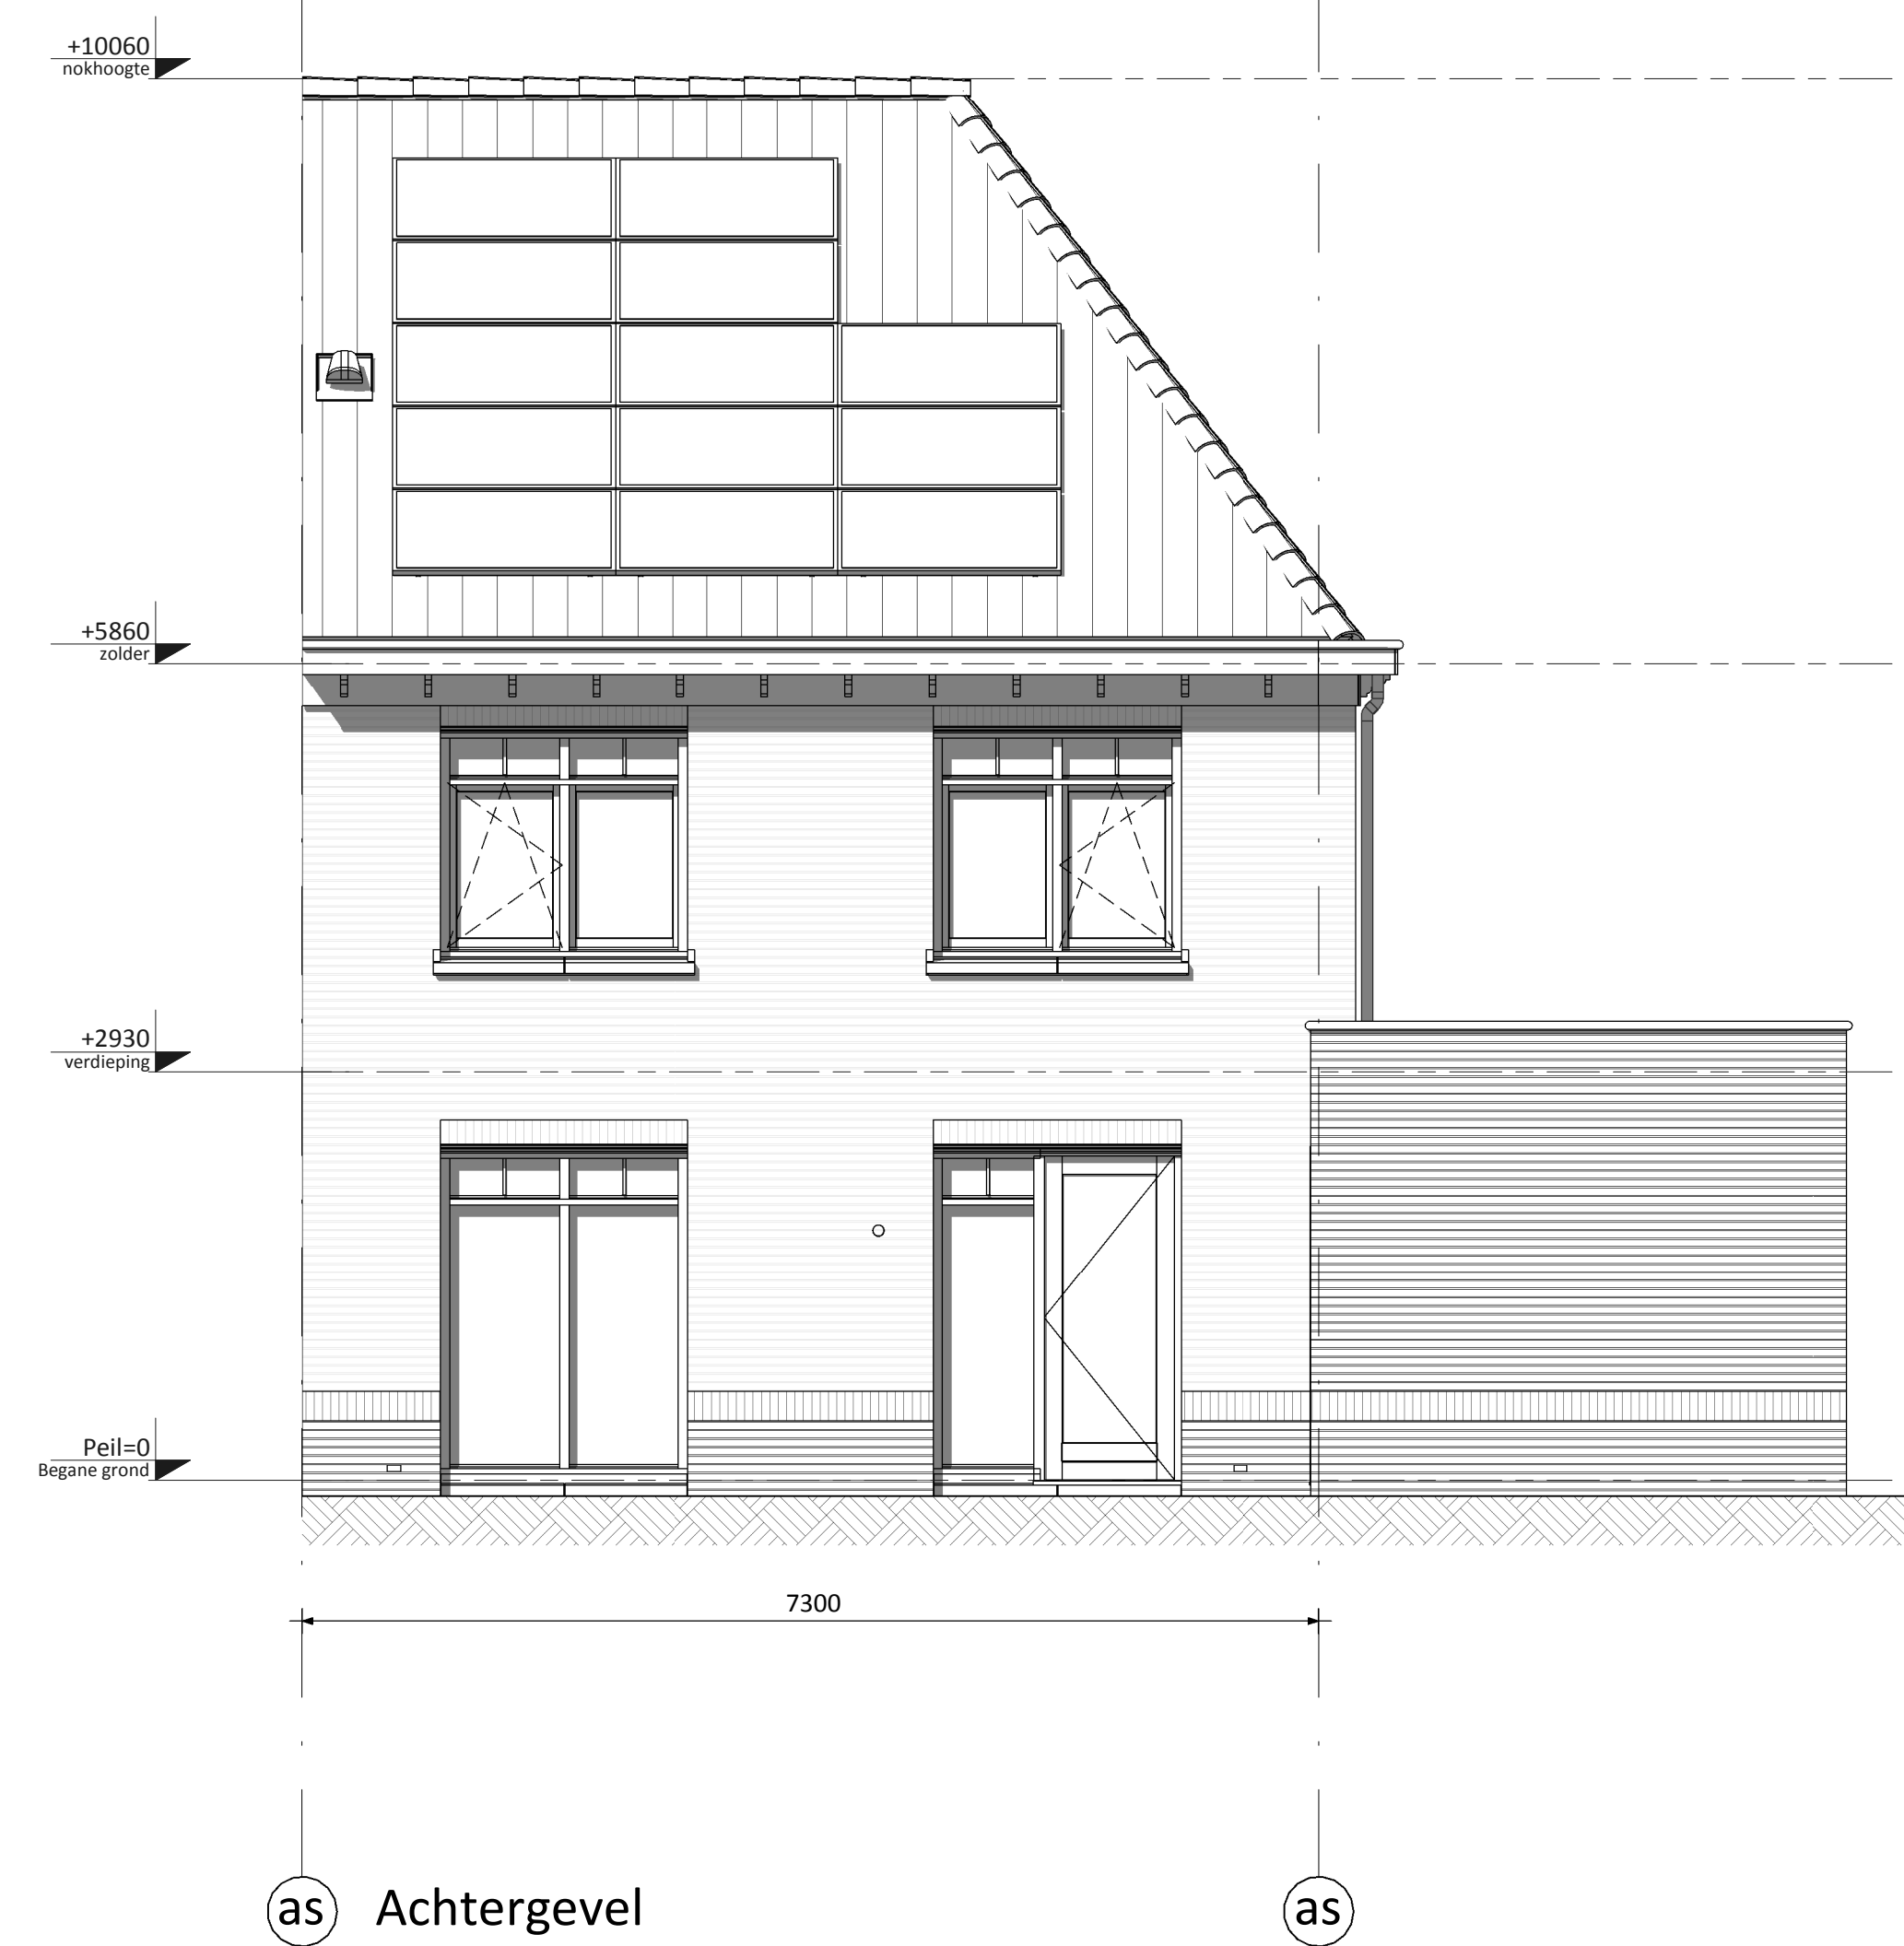 +10060
nokhoogte
+5860
zolder
+2930
verdieping
Peil=0
Begane grond
7300
as
Achtergevel
as